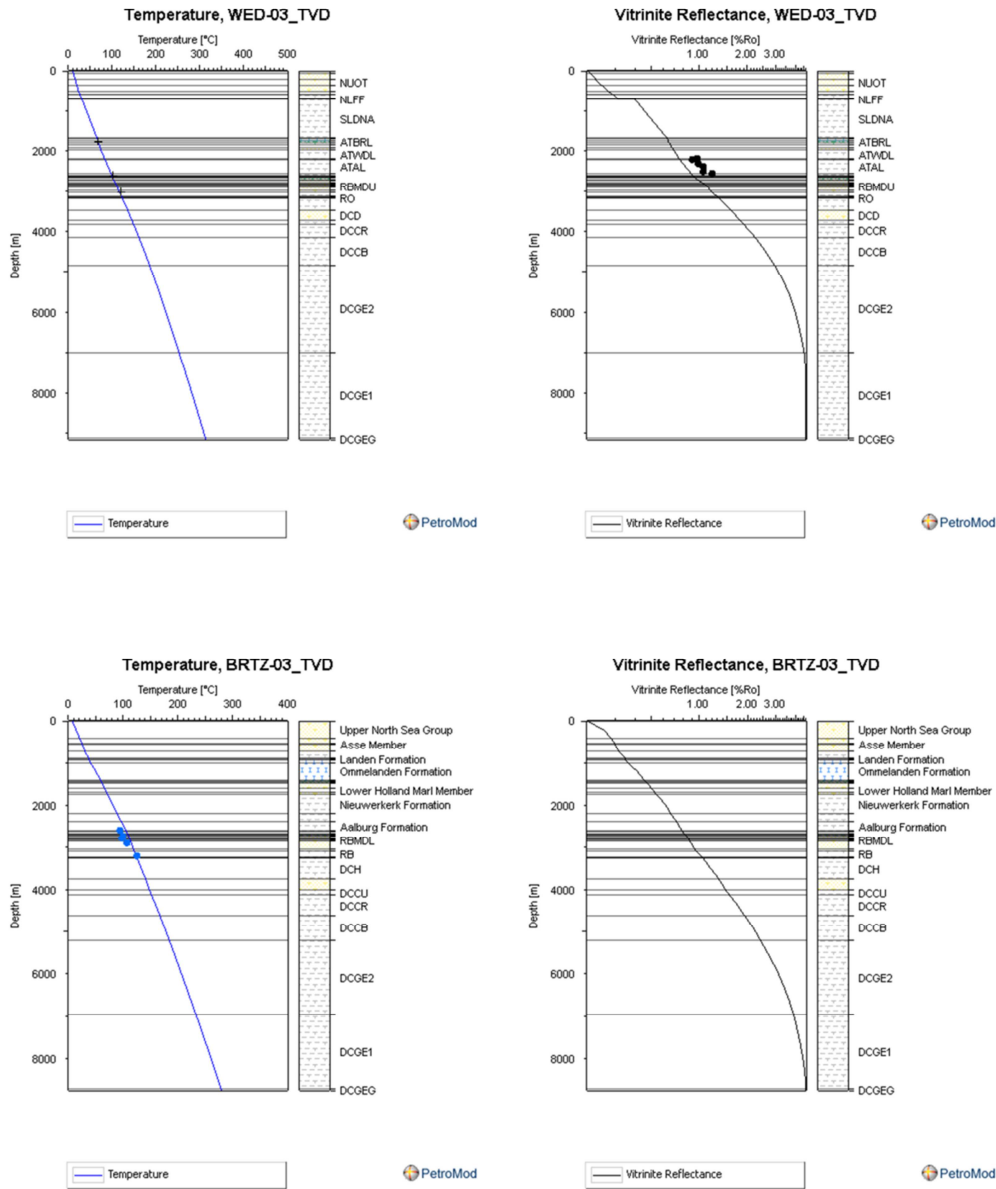 Temperature, WED-03_TVD
Temperature [°C]
0 100 200 300 400 500
0
2000
4000
6000
8000
Depth [m]
NUOT
NLFF
SLDNA
ATBRL
ATWDL
ATAL
RBMDU
RO
DCD
DCCR
DCCB
DCGE2
DCGE1
DCGEG
Temperature
PetroMod
Vitrinite Reflectance, WED-03_TVD
Vitrinite Reflectance [%Ro]
1.00 2.00 3.00
0
2000
4000
6000
8000
Depth [m]
NUOT
NLFF
SLDNA
ATBRL
ATWDL
ATAL
RBMDU
RO
DCD
DCCR
DCCB
DCGE2
DCGE1
DCGEG
Vitrinite Reflectance
PetroMod
Temperature, BRTZ-03_TVD
Temperature [°C]
0 100 200 300 400
0
2000
4000
6000
8000
Depth [m]
Upper North Sea Group
Asse Member
Landen Formation
Ommelanden Formation
Lower Holland Marl Member
Nieuwerkerk Formation
Aalburg Formation
RBMDL
RB
DCH
DCCU
DCCR
DCCB
DCGE2
DCGE1
DCGEG
Temperature
PetroMod
Vitrinite Reflectance, BRTZ-03_TVD
Vitrinite Reflectance [%Ro]
1.00 2.00 3.00
0
2000
4000
6000
8000
Depth [m]
Upper North Sea Group
Asse Member
Landen Formation
Ommelanden Formation
Lower Holland Marl Member
Nieuwerkerk Formation
Aalburg Formation
RBMDL
RB
DCH
DCCU
DCCR
DCCB
DCGE2
DCGE1
DCGEG
Vitrinite Reflectance
PetroMod